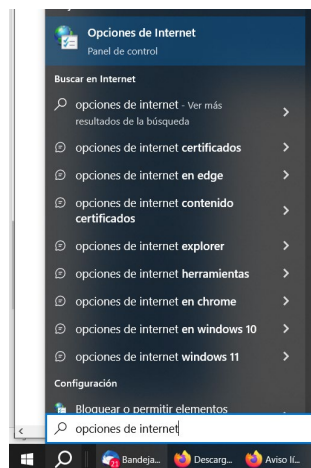 Opciones de Internet
Panel de control
Buscar en Internet
opciones de internet - Ver más
resultados de la búsqueda
opciones de internet certificados
opciones de internet en edge
opciones de internet contenido
certificados
opciones de internet explorer
opciones de internet herramientas
opciones de internet en chrome
opciones de internet en windows 10
opciones de internet windows 11
Configuración
Bloquear o permitir elementos
opciones de internet
Bandeja...
Descarg...
Aviso lí...